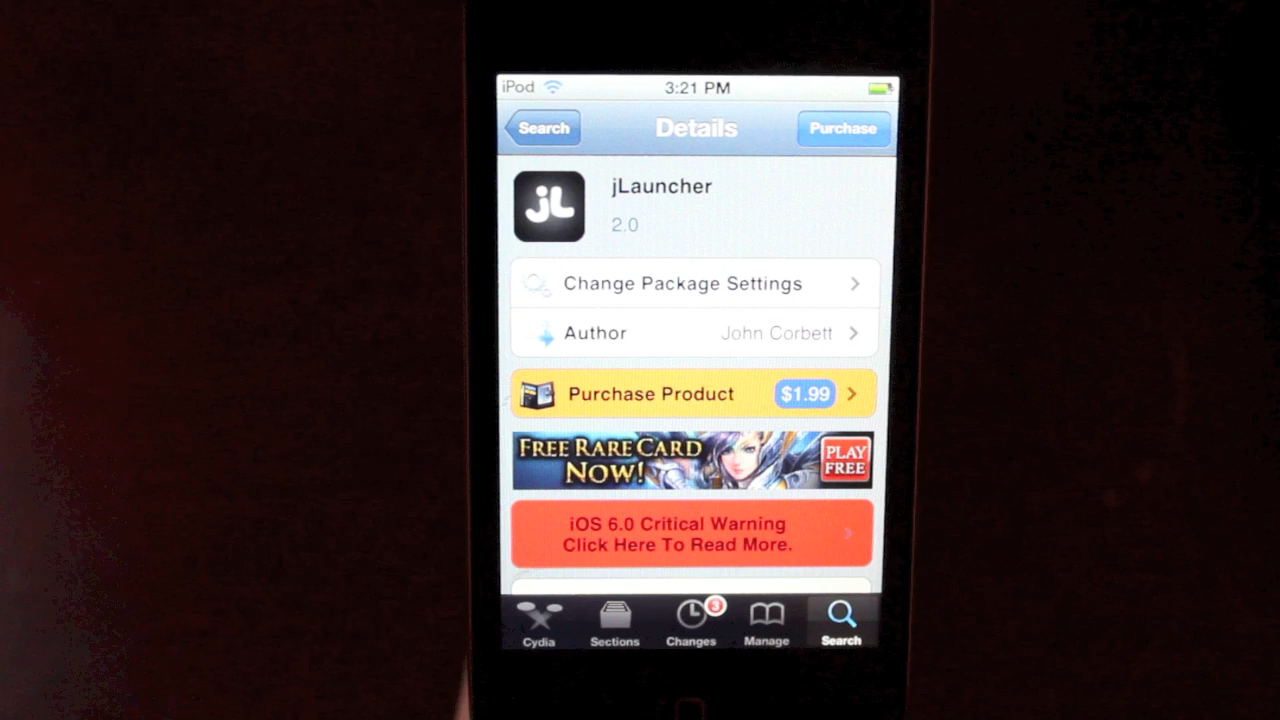 iPod 3:21 PM
Search Details Purchase
jL jLauncher
2.0
Change Package Settings
Author John Corbett
Purchase Product $1.99
FREE RARE CARD
NOW!
PLAY
FREE
iOS 6.0 Critical Warning
Click Here To Read More.
3
Cydia Sections Changes Manage Search